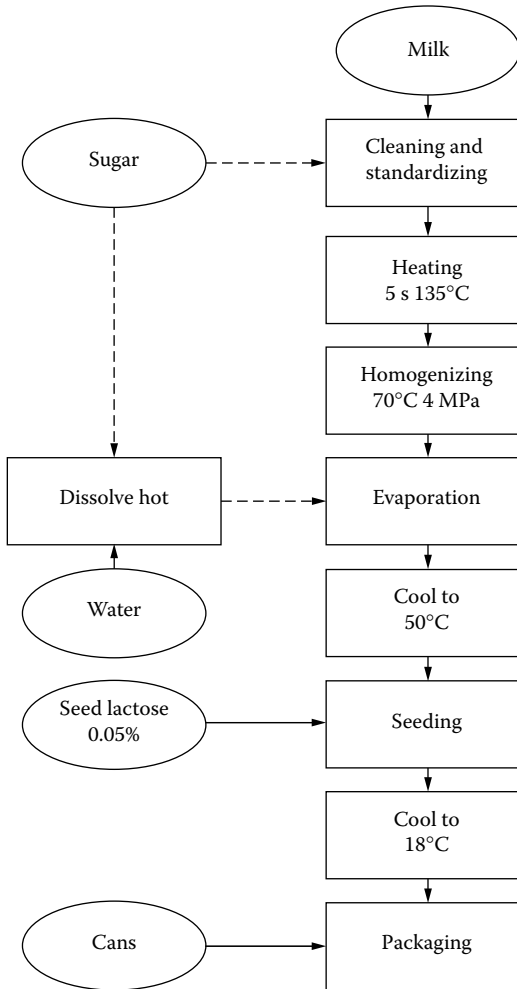 Milk
Sugar
Cleaning and
standardizing
Heating
5 s 135°C
Homogenizing
70°C 4 MPa
Dissolve hot
Evaporation
Water
Cool to
50°C
Seed lactose
0.05%
Seeding
Cool to
18°C
Cans
Packaging